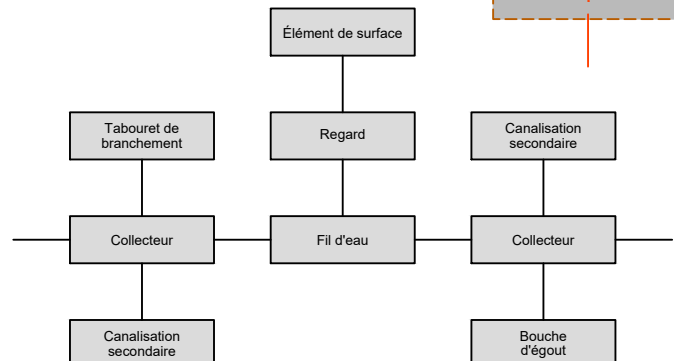 Élément de surface
Tabouret de
branchement
Regard
Canalisation
secondaire
Collecteur
Fil d'eau
Collecteur
Canalisation
secondaire
Bouche
d'égout